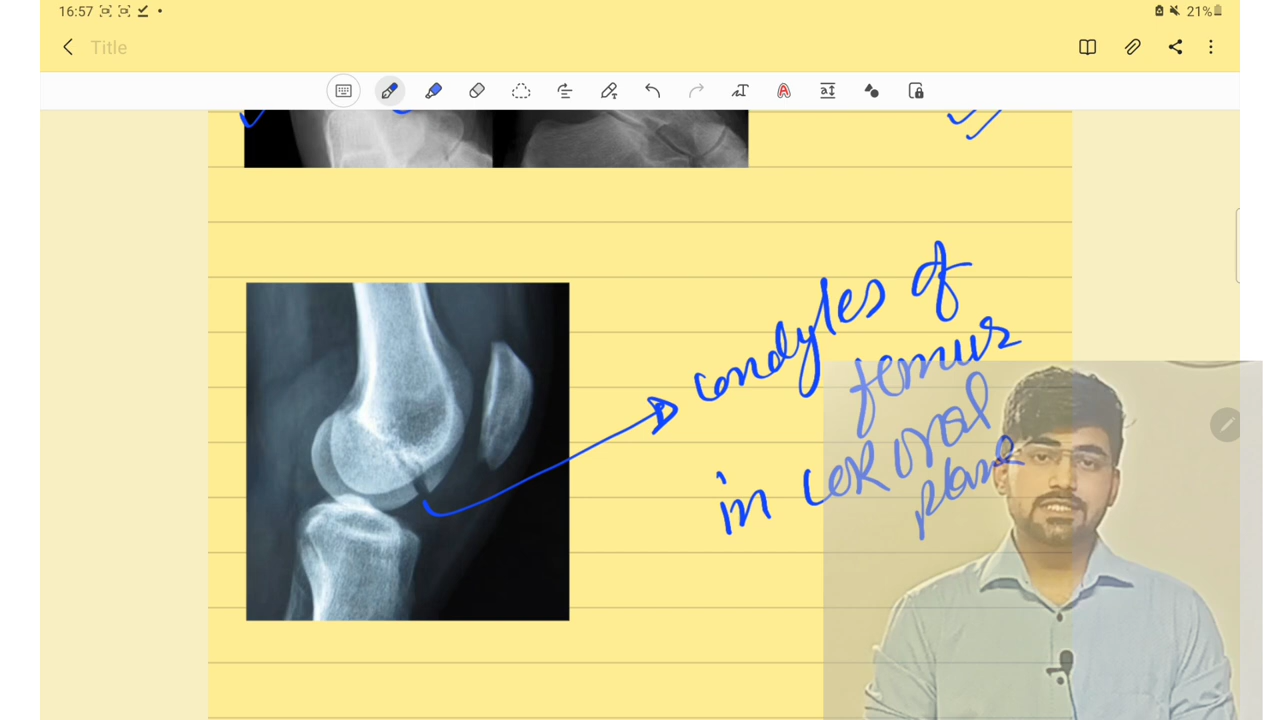 16:57
21%
Title
condyles of
femur
in coronal
plane